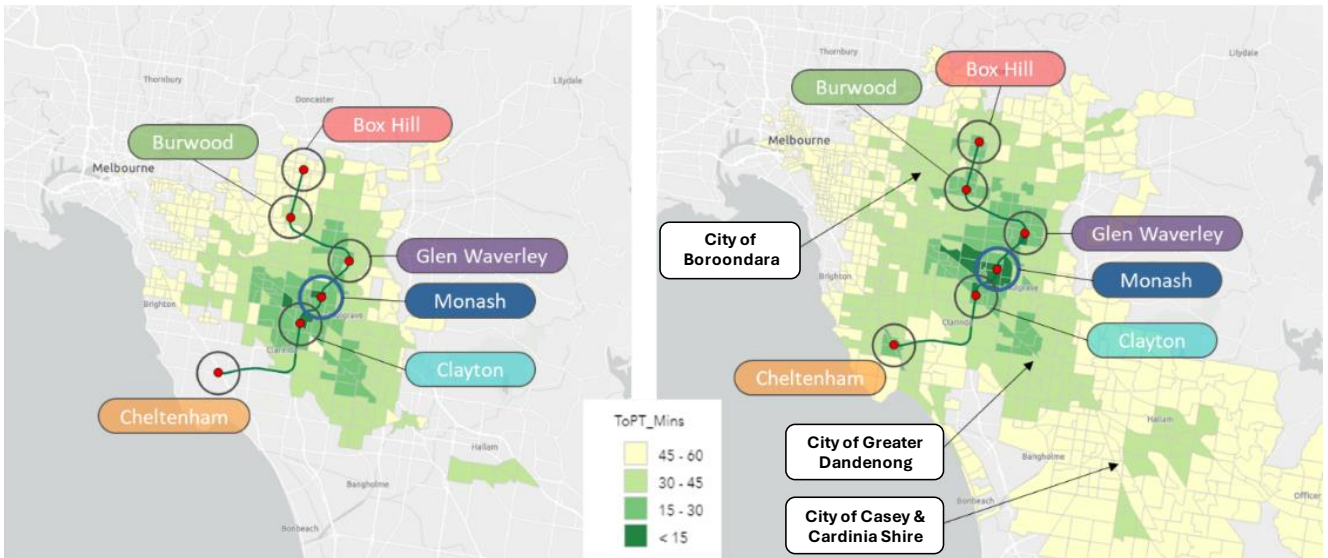 Thornbury
Lilydale
Doncaster
Box Hill
Burwood
Melbourne
Glen Waverley
Brighton
Monash
Clarinda
Clayton
Cheltenham
Hallam
Bangholme
Bonbeach
ToPT_Mins
45 - 60
30 - 45
15 - 30
< 15
Lilydale
Thornbury
Box Hill
Burwood
Melbourne
City of
Boroondara
Glen Waverley
Brighton
Monash
Clarinda
Clayton
Cheltenham
City of Greater
Dandenong
Hallam
Bangholme
Bonbeach
Officer
City of Casey &
Cardinia Shire